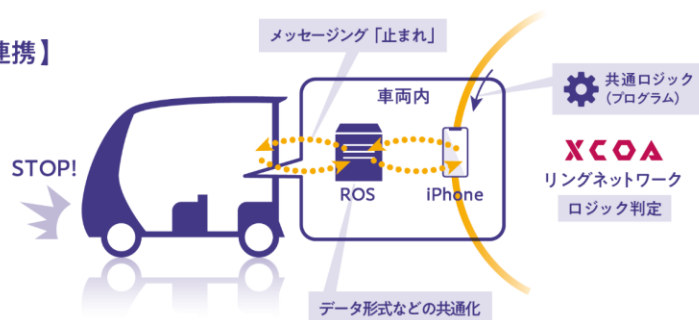 連携】
メッセージング「止まれ」
車両内
共通ロジック
(プログラム)
STOP!
XCOA
リングネットワーク
ロジック判定
ROS
iPhone
データ形式などの共通化